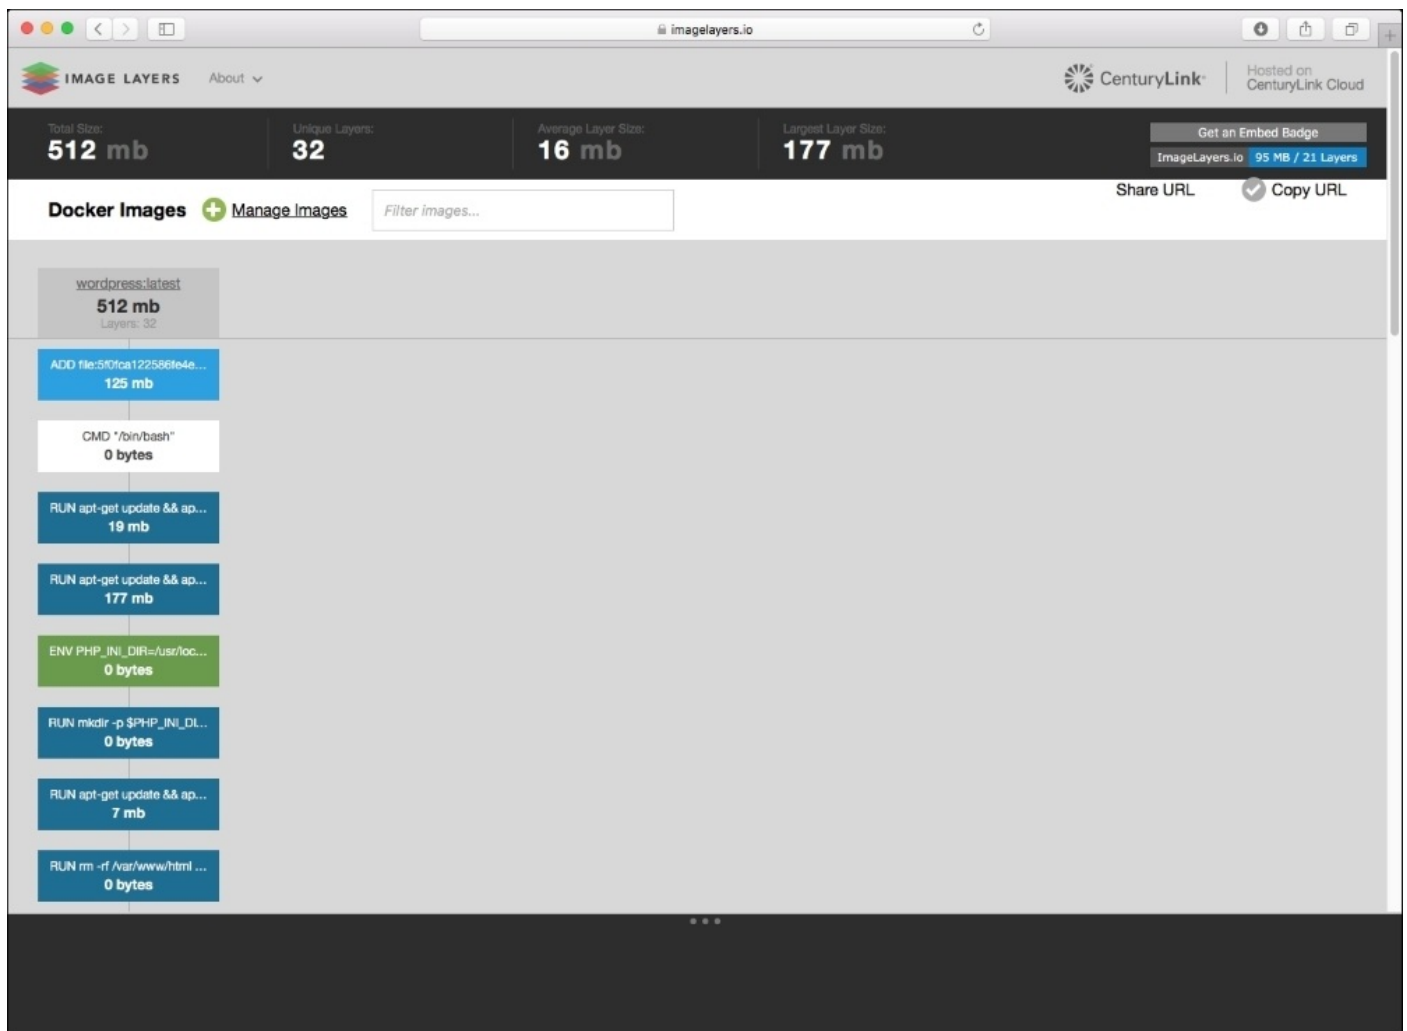 imagelayers.io
IMAGE LAYERS About
CenturyLink
Hosted on
CenturyLink Cloud
Total Size:
512 mb
Unique Layers:
32
Average Layer Size:
16 mb
Largest Layer Size:
177 mb
Get an Embed Badge
ImageLayers.io 95 MB / 21 Layers
Docker Images Manage Images Filter images...
Share URL Copy URL
wordpress:latest
512 mb
Layers: 32
ADD file:5f0fca122586fe4e...
125 mb
CMD "/bin/bash"
0 bytes
RUN apt-get update && ap...
19 mb
RUN apt-get update && ap...
177 mb
ENV PHP_INI_DIR=/usr/loc...
0 bytes
RUN mkdir -p $PHP_INI_DI...
0 bytes
RUN apt-get update && ap...
7 mb
RUN rm -rf /var/www/html ...
0 bytes